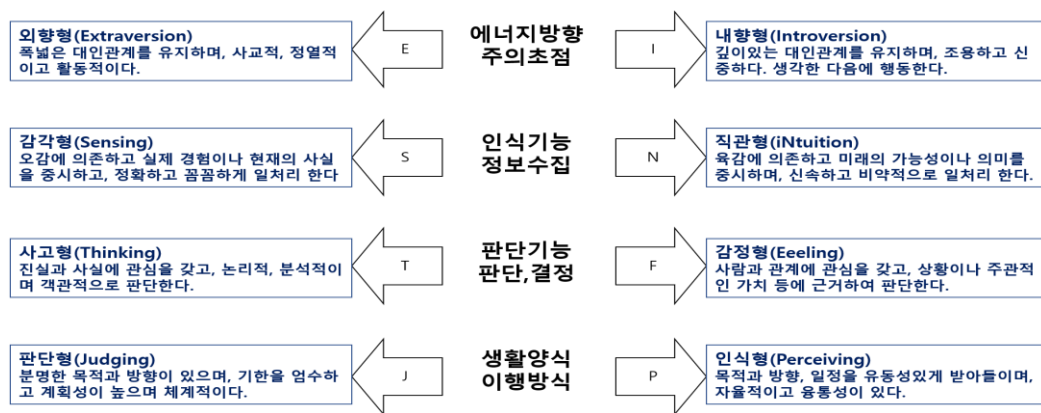 외향형(Extraversion)
폭넓은 대인관계를 유지하며, 사교적, 정열적
이고 활동적이다.
E
에너지방향
주의초점
I
내향형(Introversion)
깊이있는 대인관계를 유지하며, 조용하고 신
중하다. 생각한 다음에 행동한다.
감각형(Sensing)
오감에 의존하고 실제 경험이나 현재의 사실
을 중시하고, 정확하고 꼼꼼하게 일처리 한다
S
인식기능
정보수집
N
직관형(iNtuition)
육감에 의존하고 미래의 가능성이나 의미를
중시하며, 신속하고 비약적으로 일처리 한다.
사고형(Thinking)
진실과 사실에 관심을 갖고, 논리적, 분석적이
며 객관적으로 판단한다.
T
판단기능
판단,결정
F
감정형(Eeeling)
사람과 관계에 관심을 갖고, 상황이나 주관적
인 가치 등에 근거하여 판단한다.
판단형(Judging)
분명한 목적과 방향이 있으며, 기한을 엄수하
고 계획성이 높으며 체계적이다.
J
생활양식
이행방식
P
인식형(Perceiving)
목적과 방향, 일정을 유동성있게 받아들이며,
자율적이고 융통성이 있다.